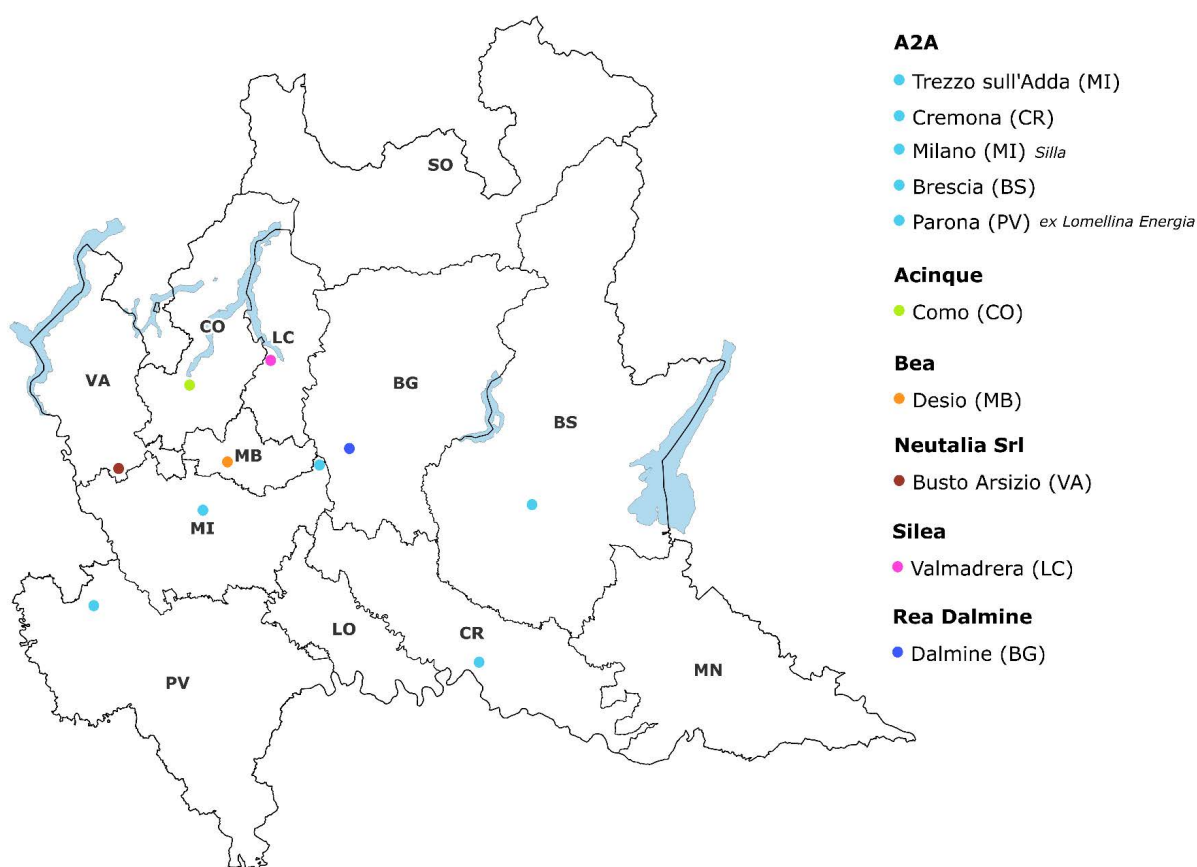 A2A
Trezzo sull'Adda (MI)
Cremona (CR)
Milano (MI) Silla
Brescia (BS)
Parona (PV) ex Lomellina Energia
Acinque
Como (CO)
Bea
Desio (MB)
Neutalia Srl
Busto Arsizio (VA)
Silea
Valmadrera (LC)
Rea Dalmine
Dalmine (BG)
SO
CO
LC
VA
BG
BS
MB
MI
LO
CR
MN
PV